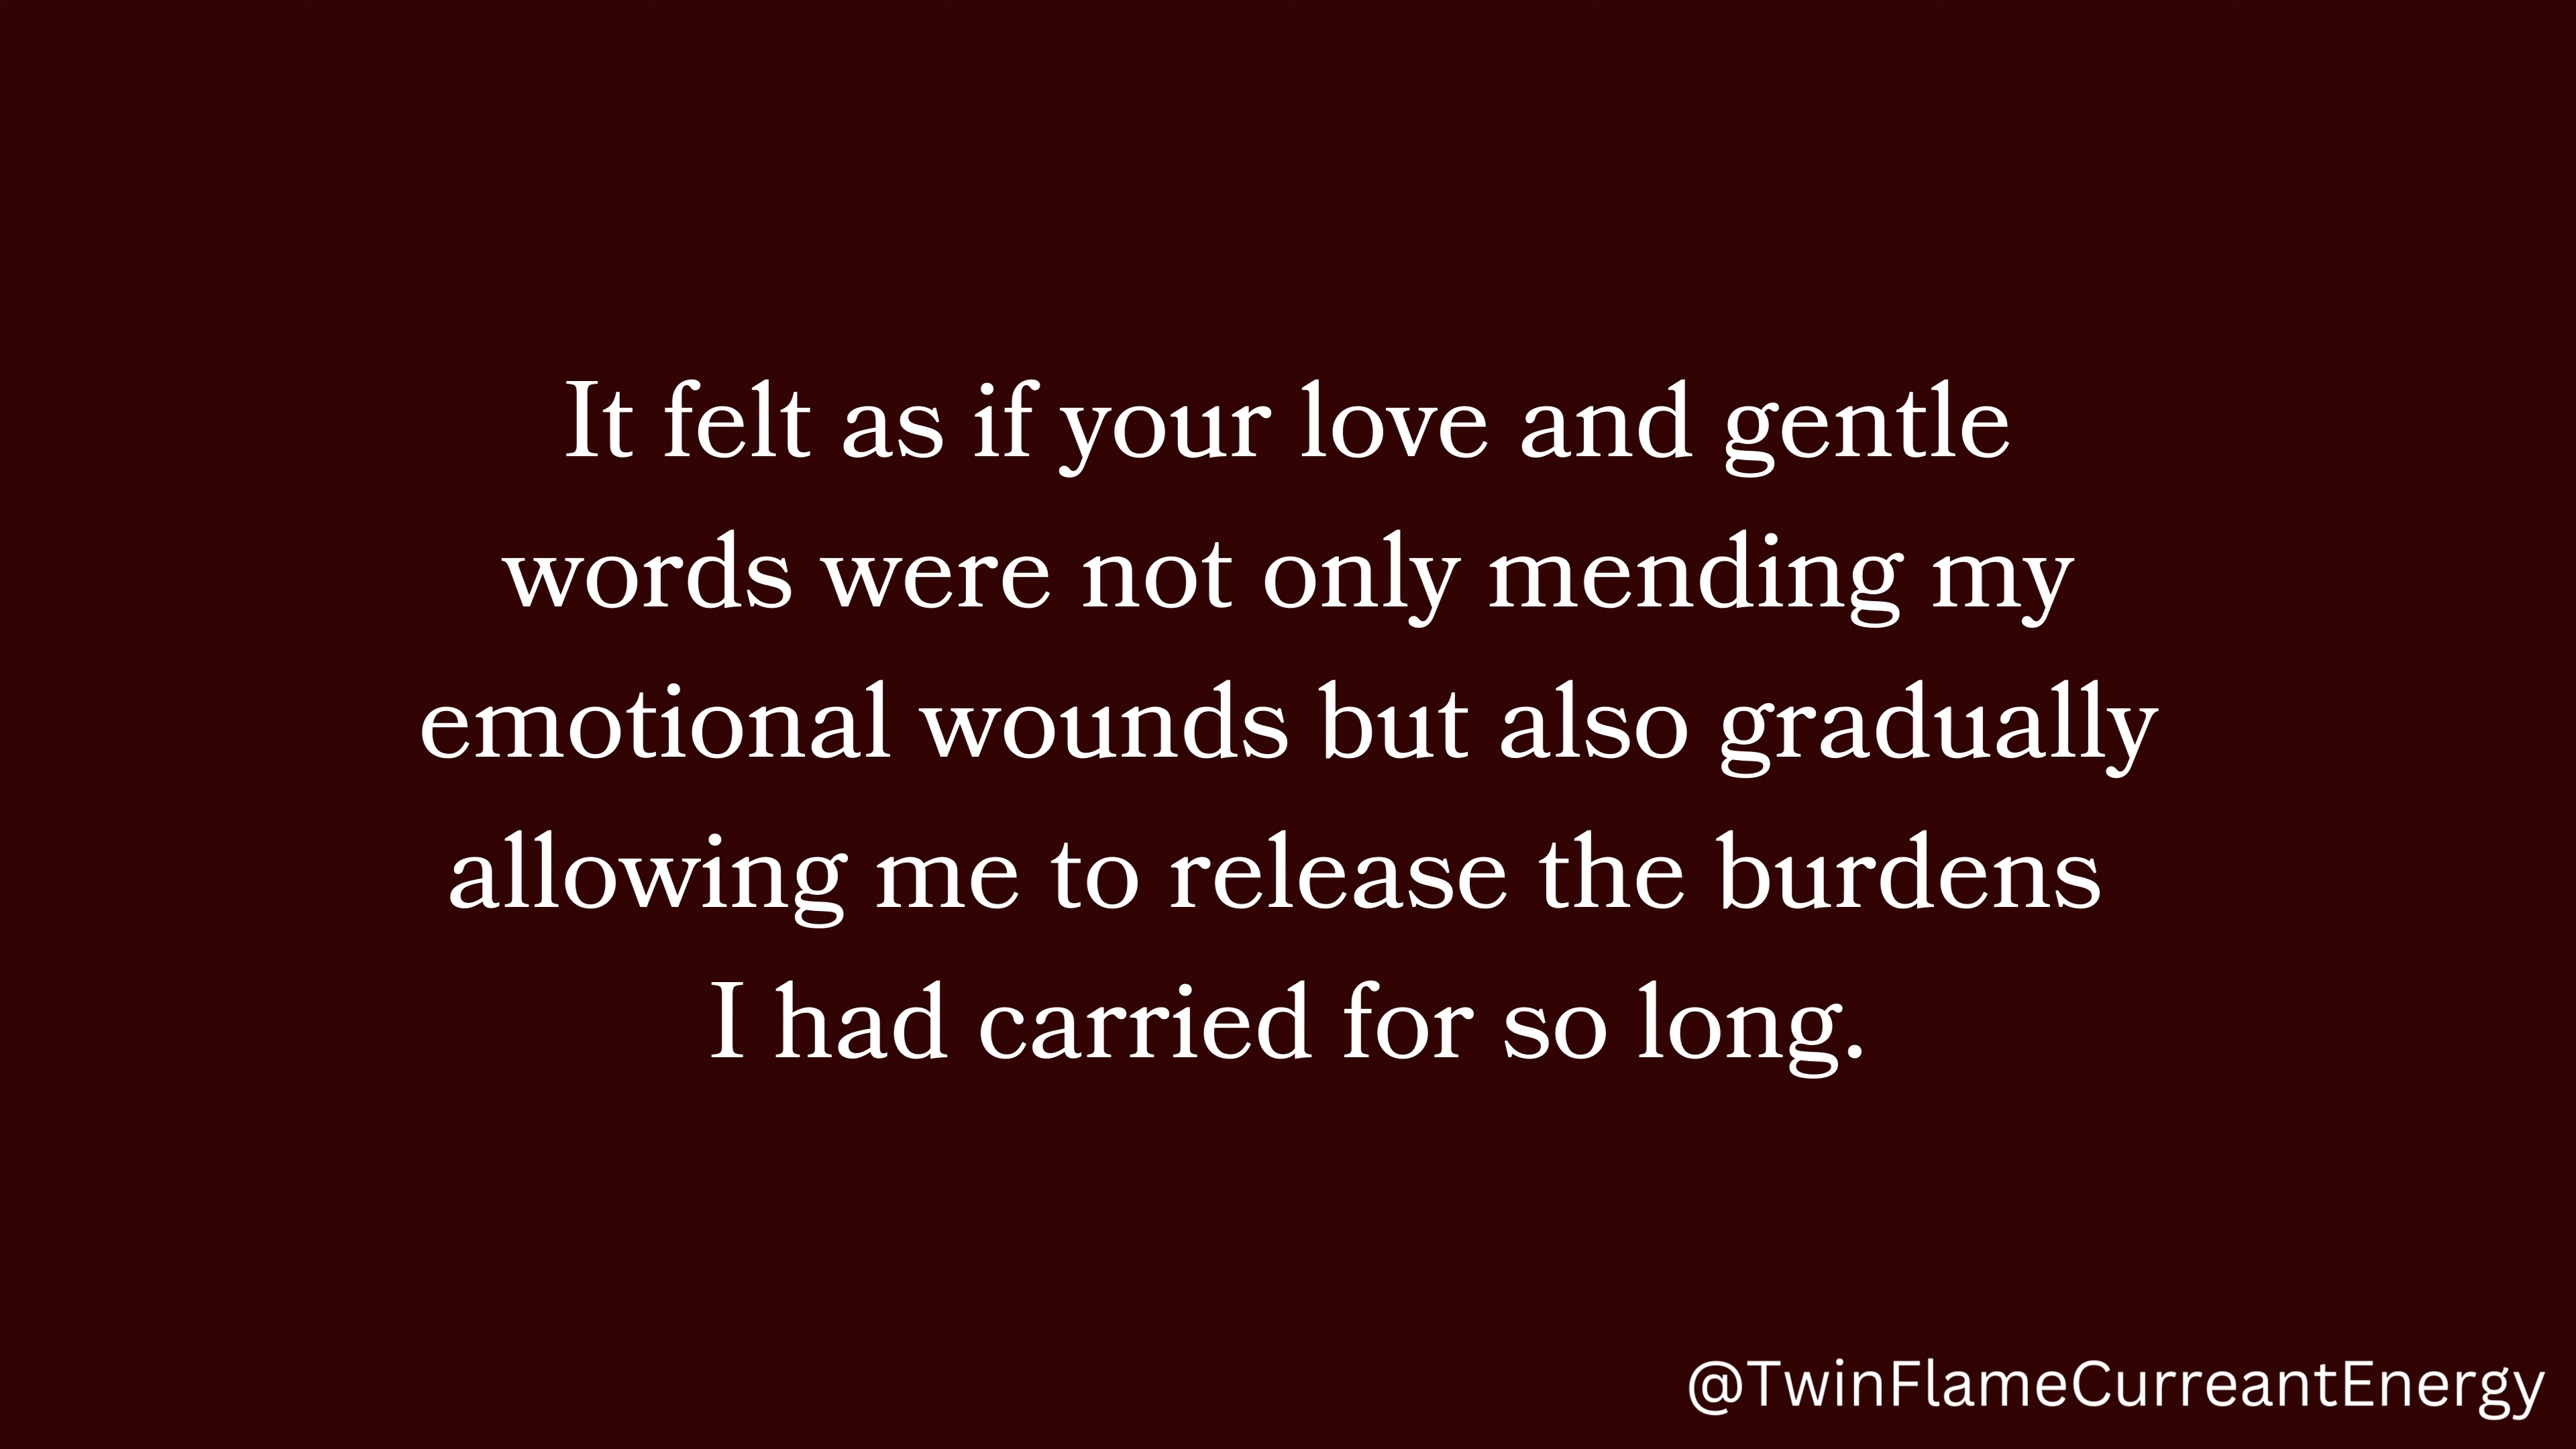 It felt as if your love and gentle
words were not only mending my
emotional wounds but also gradually
allowing me to release the burdens
I had carried for so long.
@TwinFlameCurreantEnergy